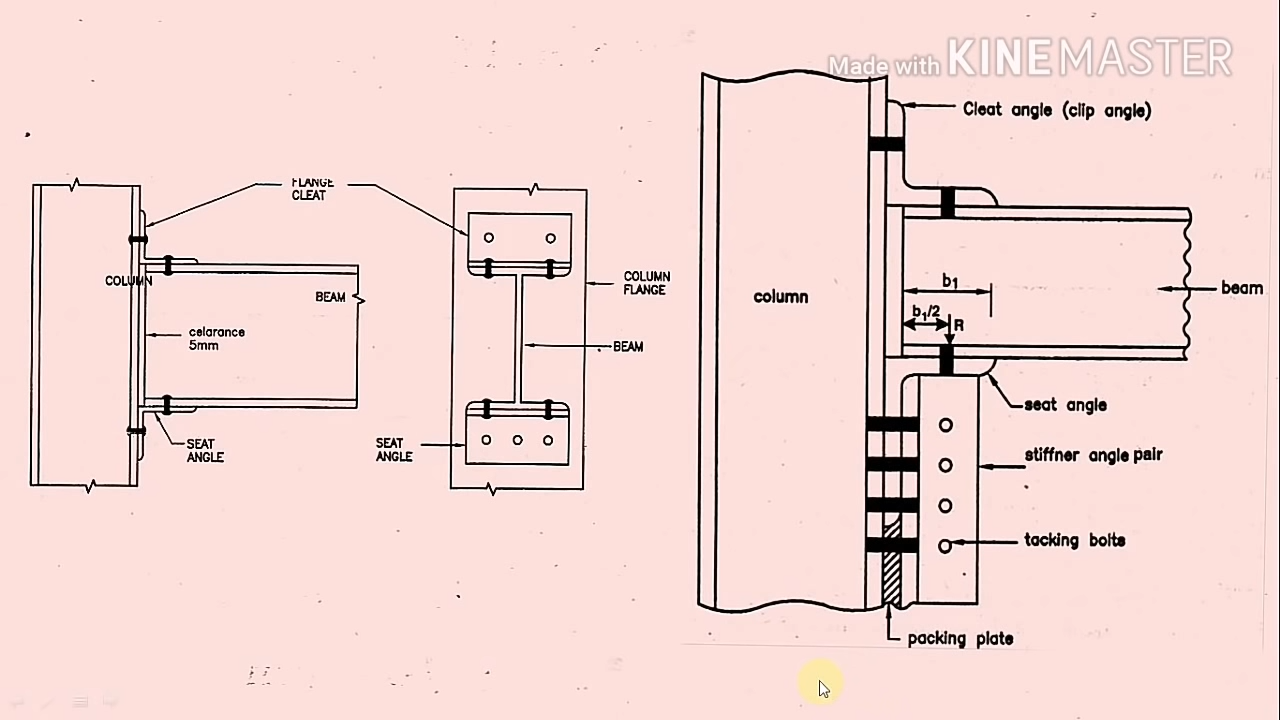 Made with KINEMASTER
FLANGE
CLEAT
COLUMN
BEAM
celarance
5mm
SEAT
ANGLE
COLUMN
FLANGE
BEAM
SEAT
ANGLE
Cleat angle (clip angle)
column
b1
b1/2
R
beam
seat angle
stiffner angle pair
tacking bolts
packing plate